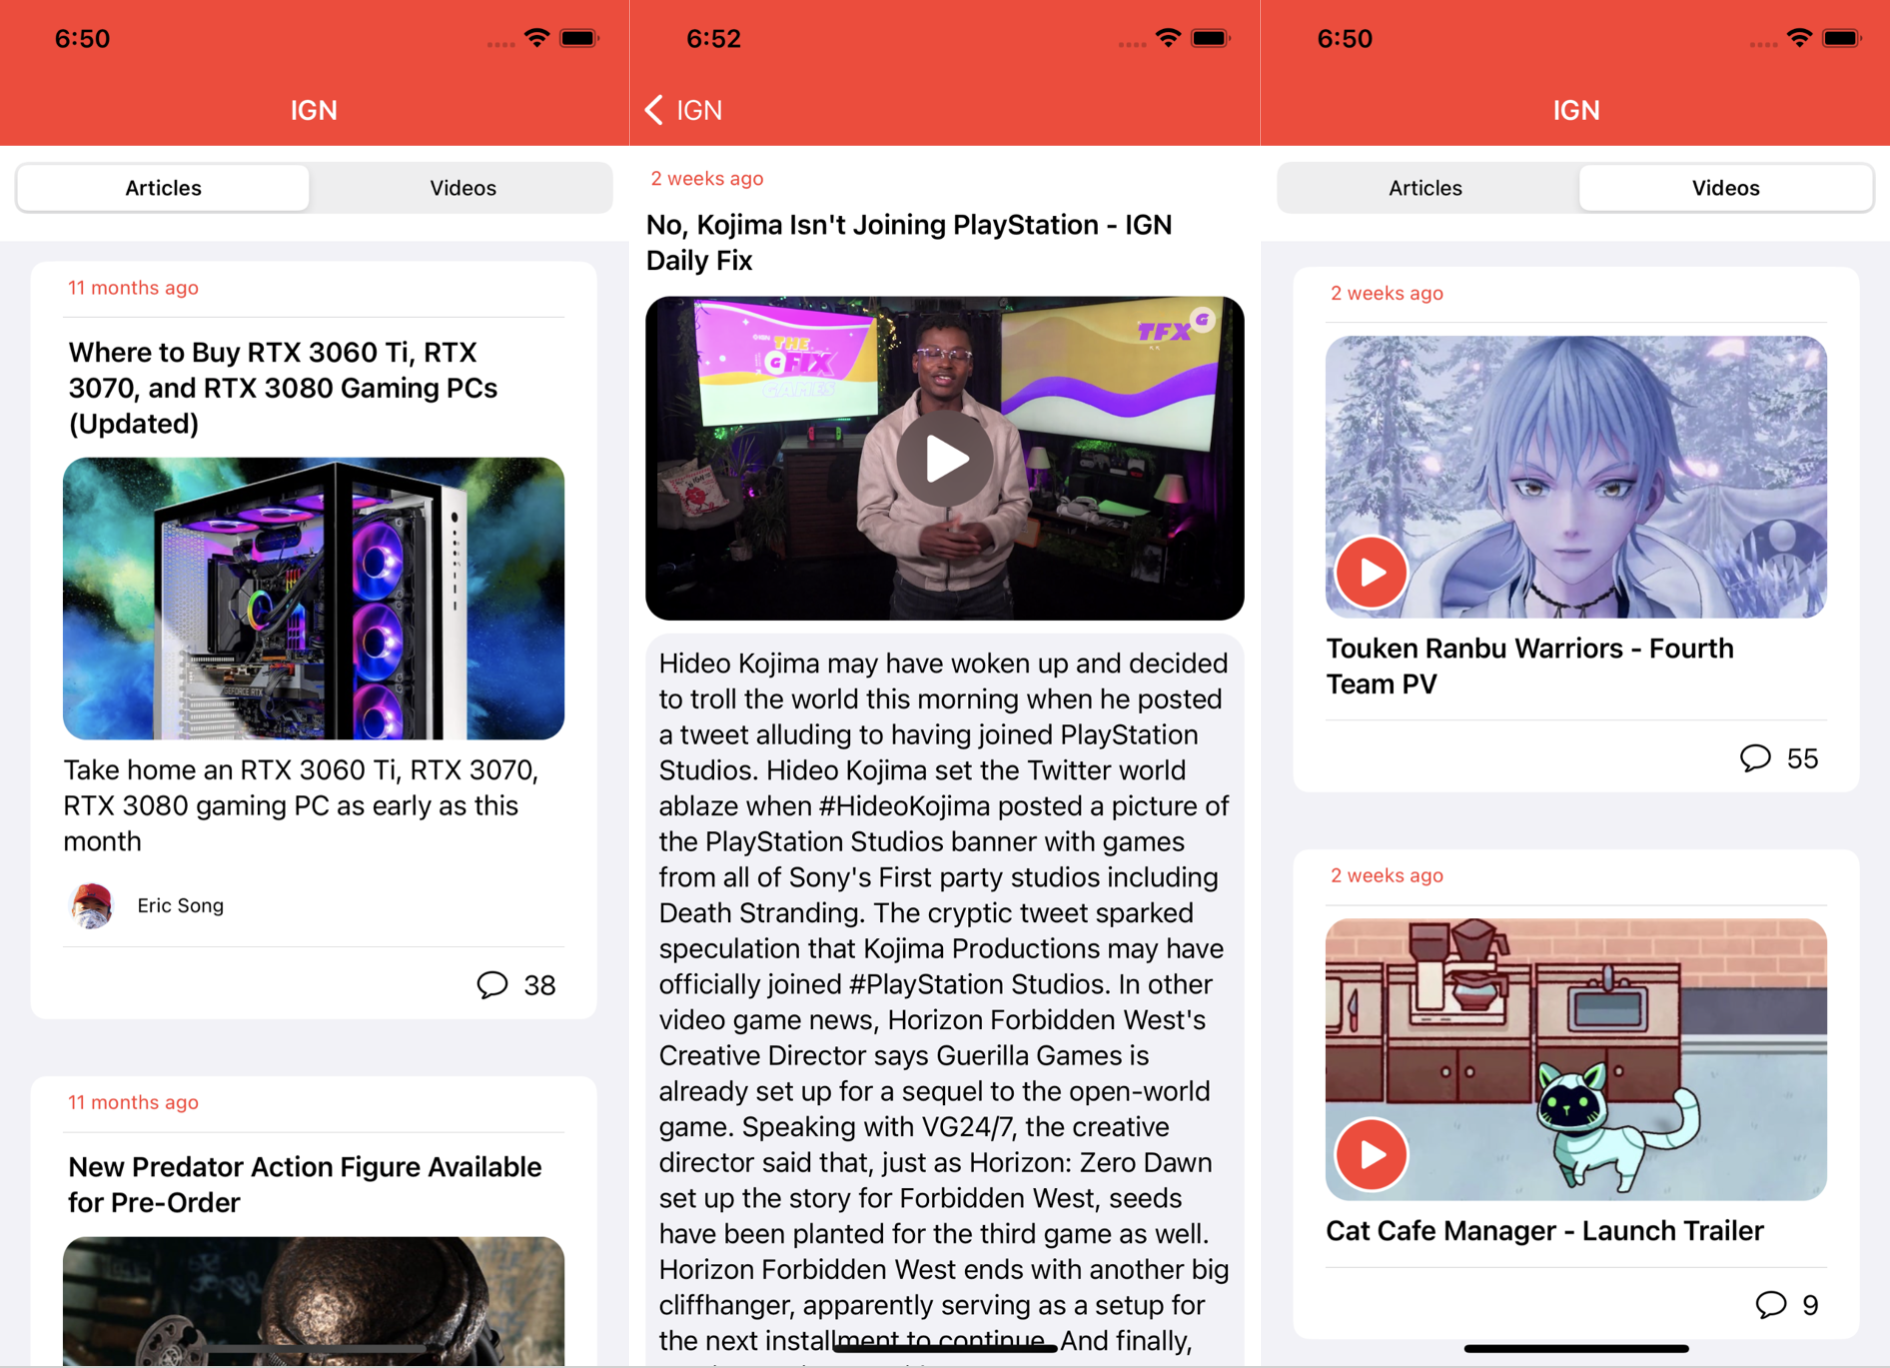 6:50
IGN
Articles
Videos
11 months ago
Where to Buy RTX 3060 Ti, RTX
3070, and RTX 3080 Gaming PCs
(Updated)
GEFORCE RTX
Take home an RTX 3060 Ti, RTX 3070,
RTX 3080 gaming PC as early as this
month
Eric Song
38
11 months ago
New Predator Action Figure Available
for Pre-Order
6:52
IGN
2 weeks ago
No, Kojima Isn't Joining PlayStation - IGN
Daily Fix
THE
G FIX
GAMES
TFX G
Hideo Kojima may have woken up and decided
to troll the world this morning when he posted
a tweet alluding to having joined PlayStation
Studios. Hideo Kojima set the Twitter world
ablaze when #HideoKojima posted a picture of
the PlayStation Studios banner with games
from all of Sony's First party studios including
Death Stranding. The cryptic tweet sparked
speculation that Kojima Productions may have
officially joined #PlayStation Studios. In other
video game news, Horizon Forbidden West's
Creative Director says Guerilla Games is
already set up for a sequel to the open-world
game. Speaking with VG24/7, the creative
director said that, just as Horizon: Zero Dawn
set up the story for Forbidden West, seeds
have been planted for the third game as well.
Horizon Forbidden West ends with another big
cliffhanger, apparently serving as a setup for
the next installment to continue. And finally,
6:50
IGN
Articles
Videos
2 weeks ago
Touken Ranbu Warriors - Fourth
Team PV
55
2 weeks ago
Cat Cafe Manager - Launch Trailer
9